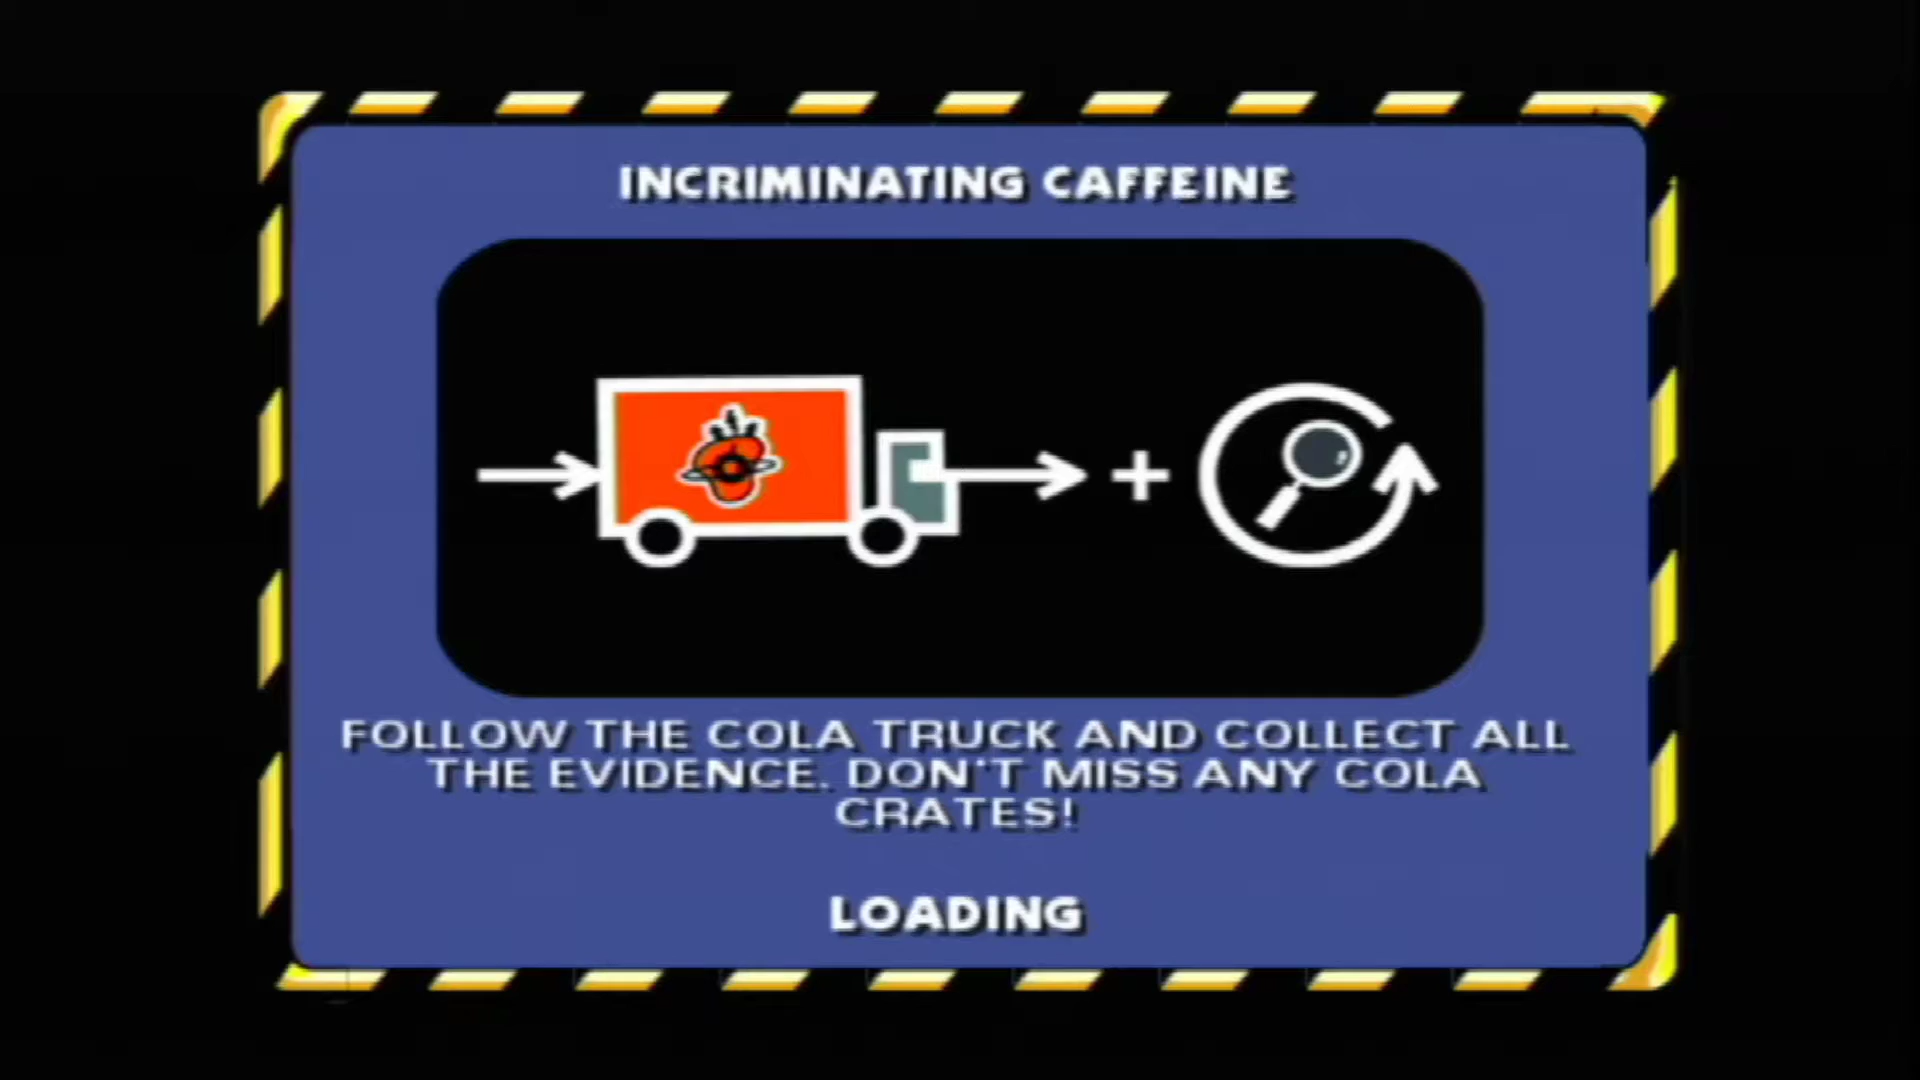 INCRIMINATING CAFFEINE
FOLLOW THE COLA TRUCK AND COLLECT ALL
THE EVIDENCE. DON'T MISS ANY COLA
CRATES!
LOADING